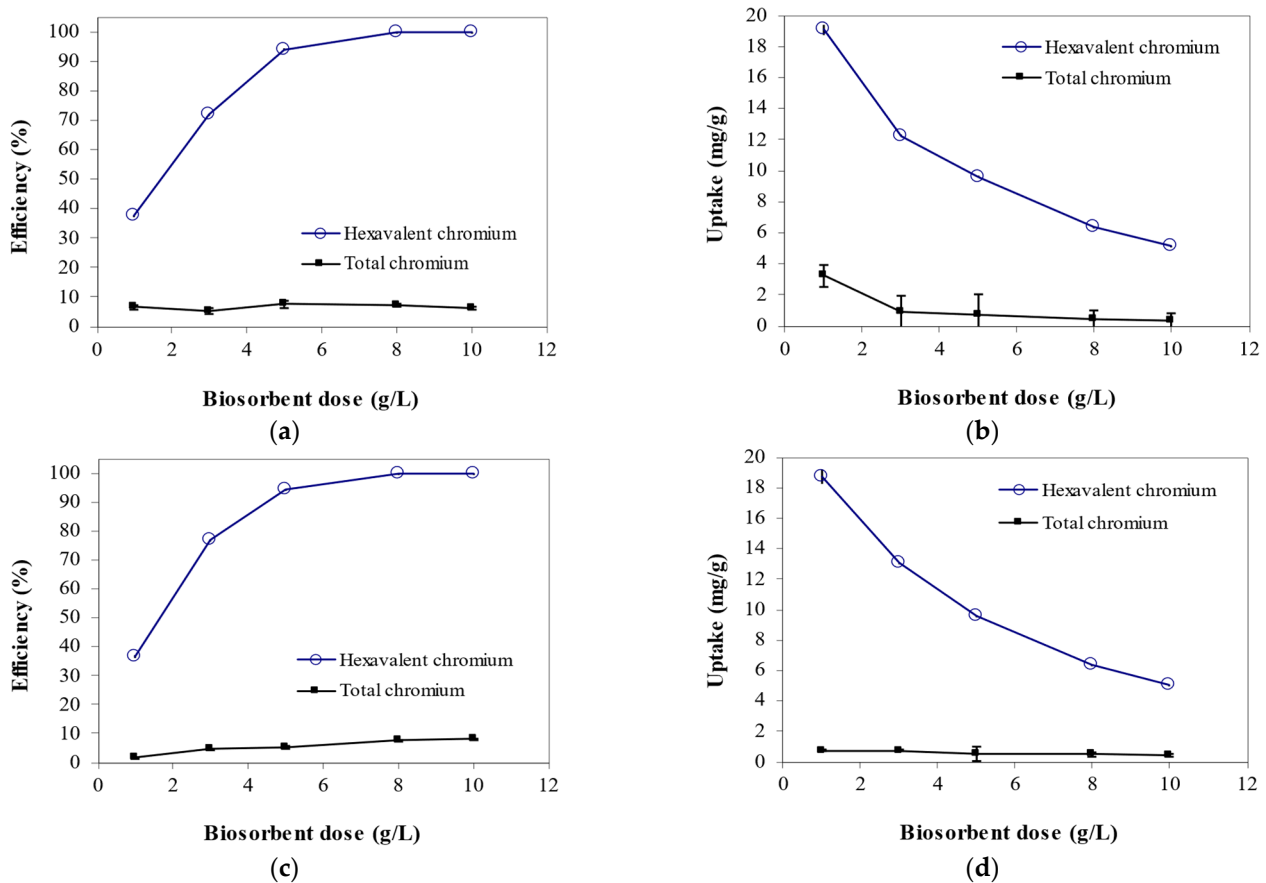 100
90
80
70
60
50
40
30
20
10
0
Efficiency (%)
Hexavalent chromium
Total chromium
0 2 4 6 8 10 12
Biosorbent dose (g/L)
(a)
20
18
16
14
12
10
8
6
4
2
0
Uptake (mg/g)
Hexavalent chromium
Total chromium
0 2 4 6 8 10 12
Biosorbent dose (g/L)
(b)
100
90
80
70
60
50
40
30
20
10
0
Efficiency (%)
Hexavalent chromium
Total chromium
0 2 4 6 8 10 12
Biosorbent dose (g/L)
(c)
20
18
16
14
12
10
8
6
4
2
0
Uptake (mg/g)
Hexavalent chromium
Total chromium
0 2 4 6 8 10 12
Biosorbent dose (g/L)
(d)